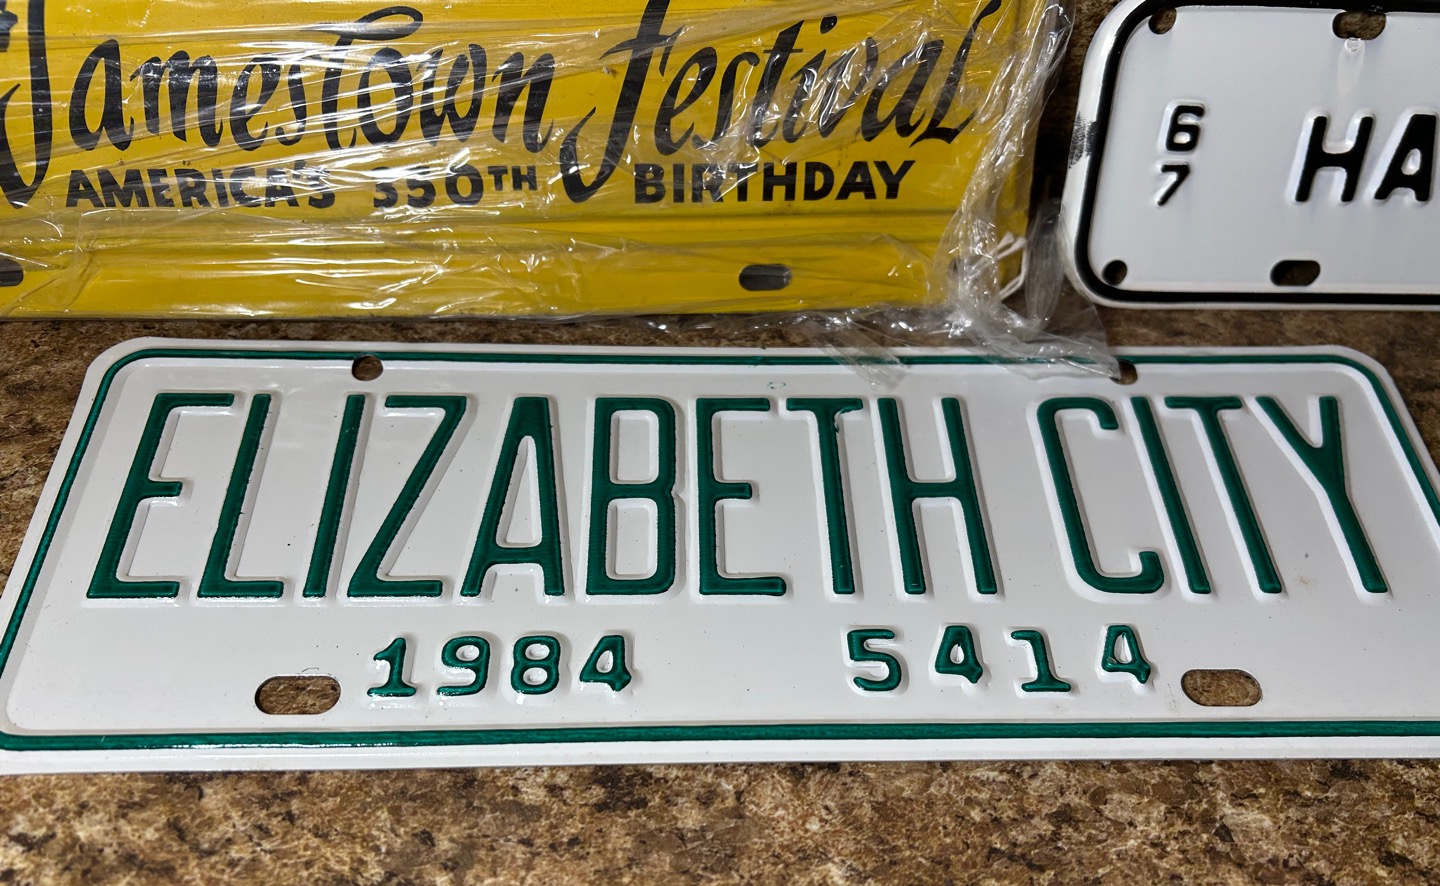 Jamestown Festival
AMERICA'S 350TH BIRTHDAY
67 HA
ELIZABETH CITY
1984 5414